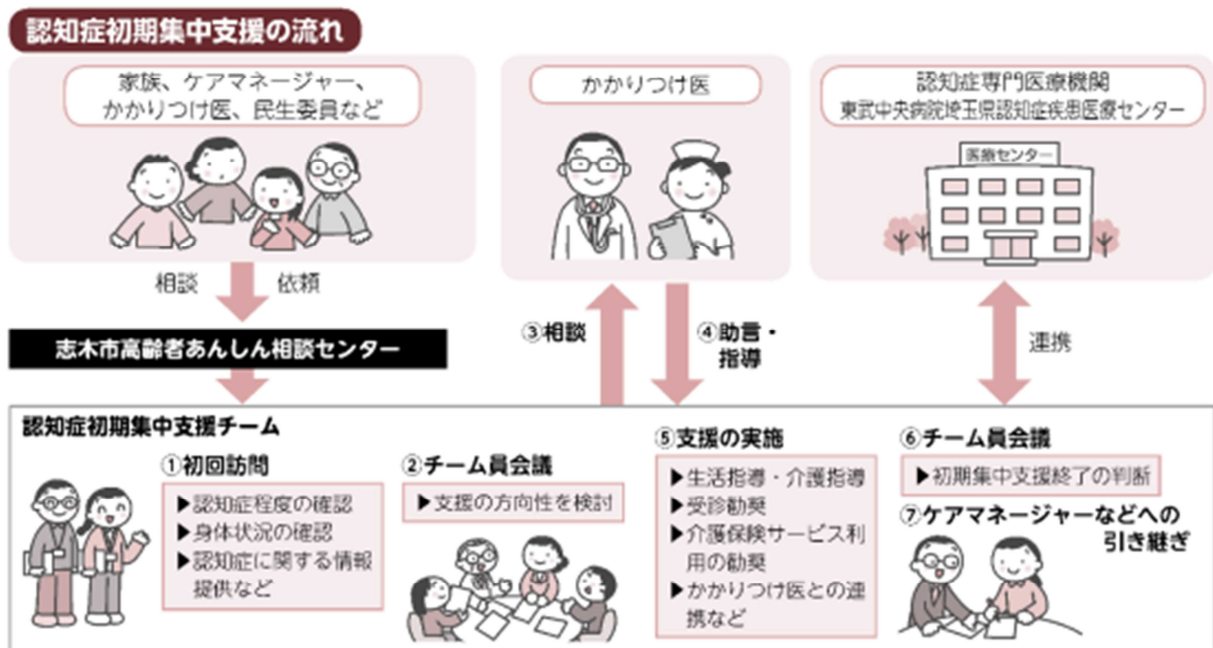 認知症初期集中支援の流れ
家族、ケアマネージャー、
かかりつけ医、民生委員など
かかりつけ医
認知症専門医療機関
東武中央病院埼玉県認知症疾患医療センター
医療センター
相談
依頼
志木市高齢者あんしん相談センター
③相談
④助言・
指導
連携
認知症初期集中支援チーム
①初回訪問
▶認知症程度の確認
▶身体状況の確認
▶認知症に関する情報
提供など
②チーム員会議
▶支援の方向性を検討
⑤支援の実施
▶生活指導・介護指導
▶受診勧奨
▶介護保険サービス利
用の勧奨
▶かかりつけ医との連
携など
⑥チーム員会議
▶初期集中支援終了の判断
⑦ケアマネージャーなどへの
引き継ぎ